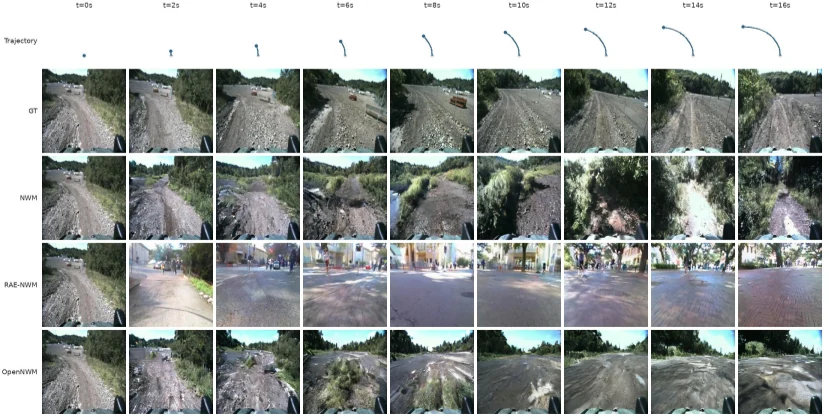 t=0s t=2s t=4s t=6s t=8s t=10s t=12s t=14s t=16s
Trajectory
GT
NWM
RAE-NWM
OpenNWM